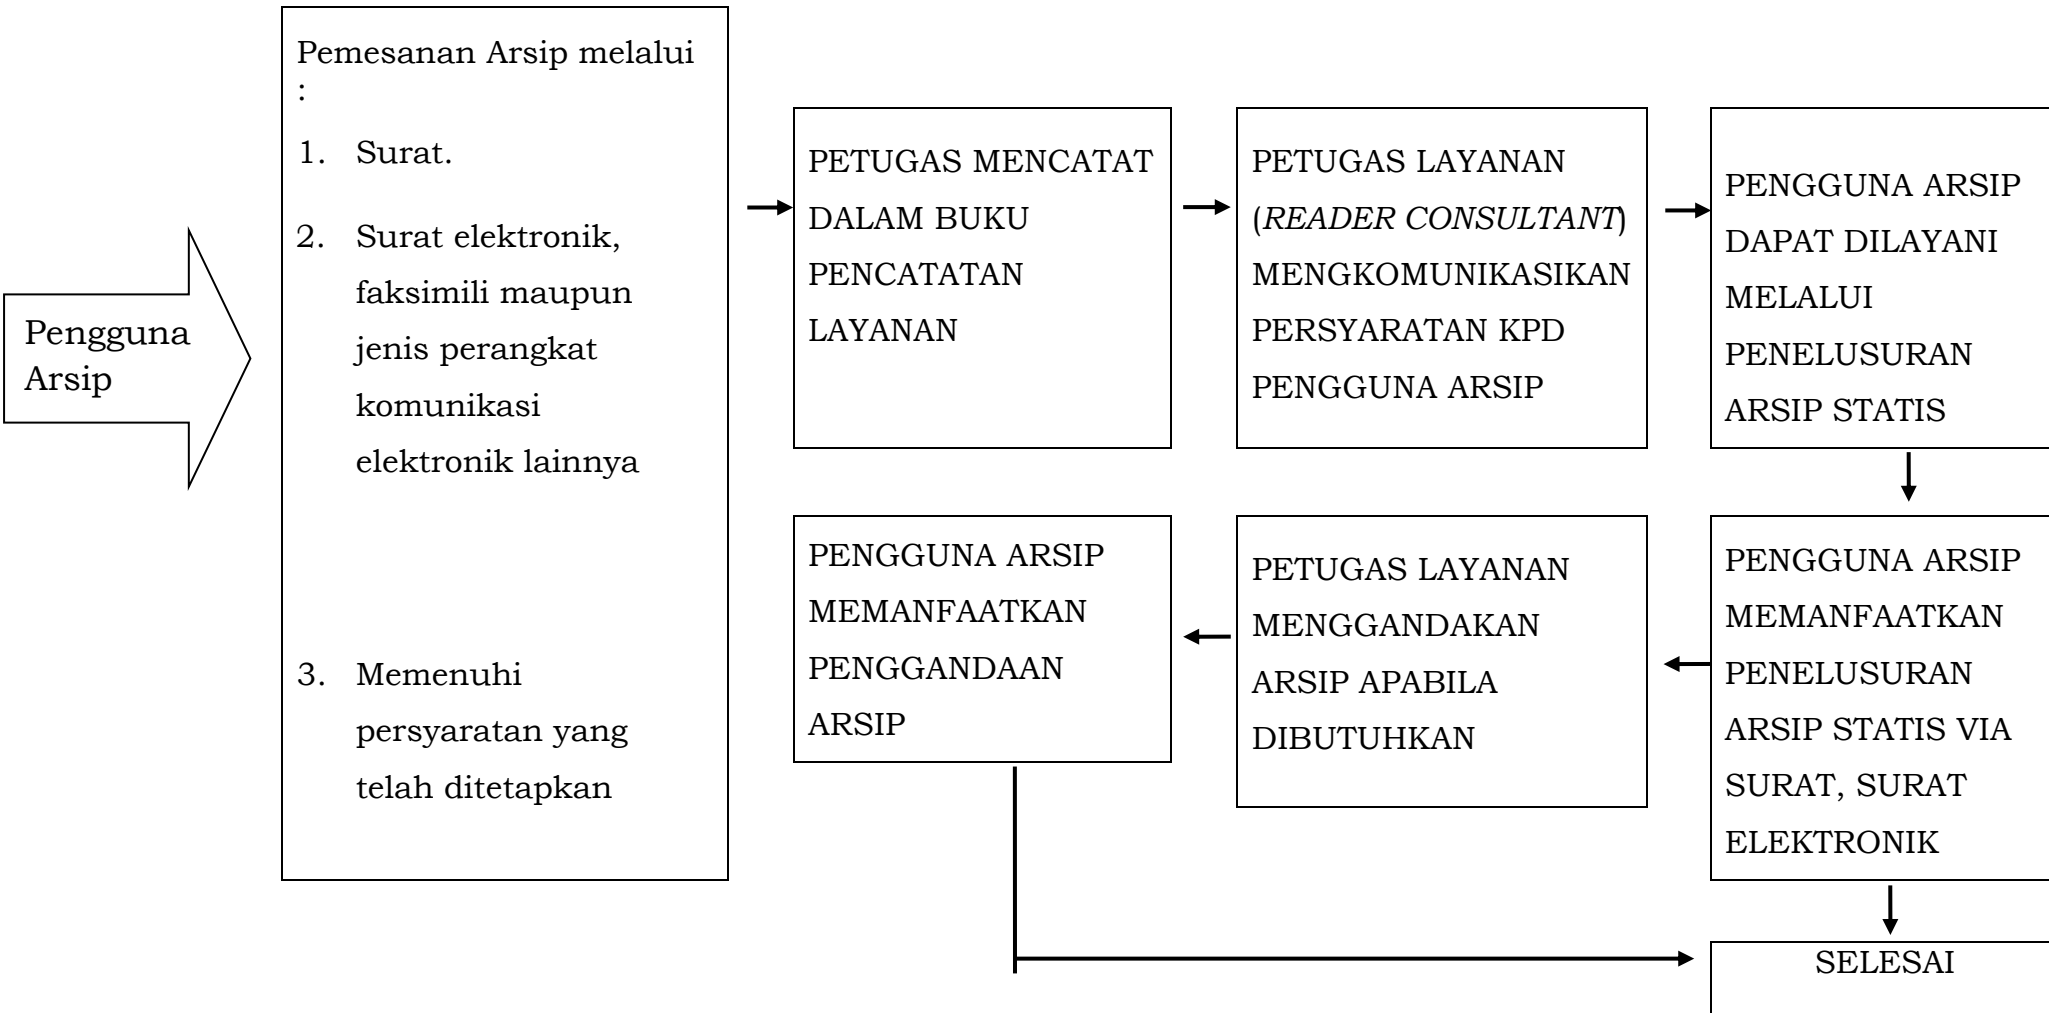 Pengguna
Arsip
Pemesanan Arsip melalui
:
1. Surat.
2. Surat elektronik,
faksimili maupun
jenis perangkat
komunikasi
elektronik lainnya
3. Memenuhi
persyaratan yang
telah ditetapkan
PETUGAS MENCATAT
DALAM BUKU
PENCATATAN
LAYANAN
PETUGAS LAYANAN
(READER CONSULTANT)
MENGKOMUNIKASIKAN
PERSYARATAN KPD
PENGGUNA ARSIP
PENGGUNA ARSIP
DAPAT DILAYANI
MELALUI
PENELUSURAN
ARSIP STATIS
PENGGUNA ARSIP
MEMANFAATKAN
PENELUSURAN
ARSIP STATIS VIA
SURAT, SURAT
ELEKTRONIK
PETUGAS LAYANAN
MENGGANDAKAN
ARSIP APABILA
DIBUTUHKAN
PENGGUNA ARSIP
MEMANFAATKAN
PENGGANDAAN
ARSIP
SELESAI